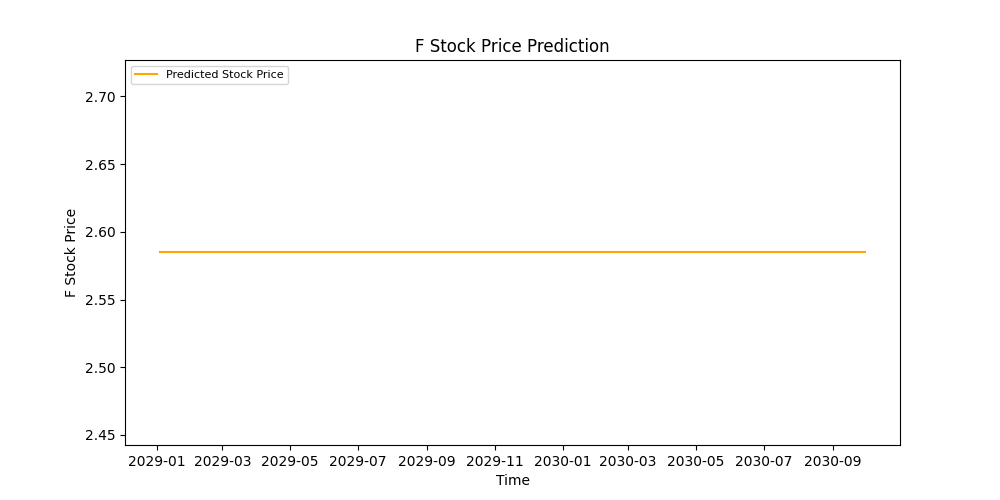 F Stock Price Prediction
Predicted Stock Price
2.70
2.65
2.60
2.55
2.50
2.45
F Stock Price
2029-01 2029-03 2029-05 2029-07 2029-09 2029-11 2030-01 2030-03 2030-05 2030-07 2030-09
Time